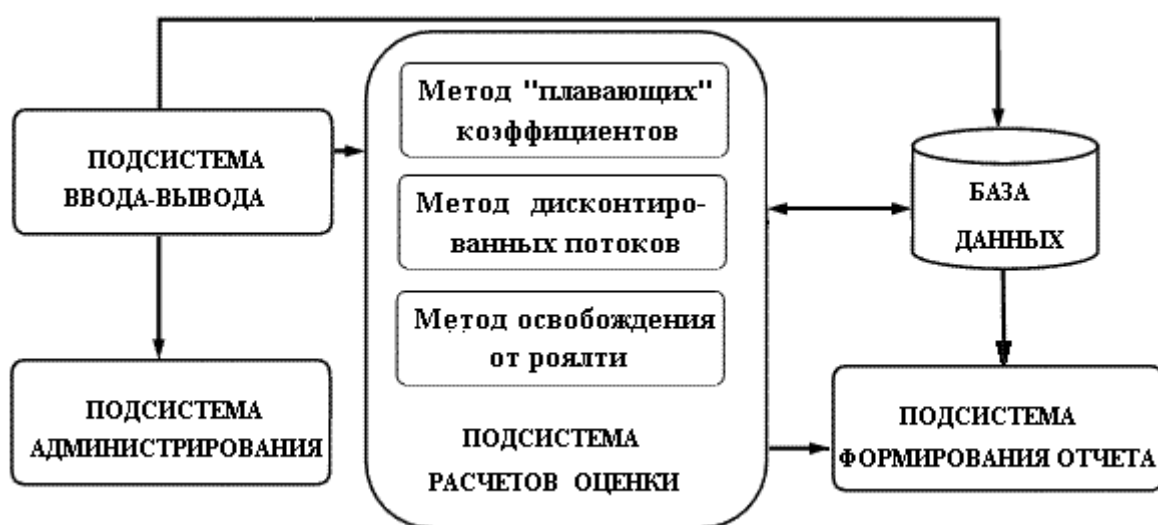 ПОДСИСТЕМА
ВВОДА-ВЫВОДА
ПОДСИСТЕМА
АДМИНИСТРИРОВАНИЯ
Метод "плавающих"
коэффициентов
Метод дисконтиро-
ванных потоков
Метод освобождения
от роялти
ПОДСИСТЕМА
РАСЧЕТОВ ОЦЕНКИ
БАЗА
ДАННЫХ
ПОДСИСТЕМА
ФОРМИРОВАНИЯ ОТЧЕТА